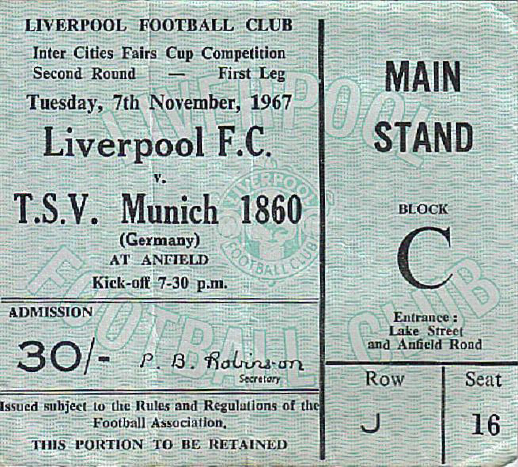 LIVERPOOL FOOTBALL CLUB
Inter Cities Fairs Cup Competition
Second Round — First Leg
Tuesday, 7th November, 1967
Liverpool F.C.
v.
T.S.V. Munich 1860
(Germany)
AT ANFIELD
Kick-off 7-30 p.m.
ADMISSION
30/- P. B. Robinson
Secretary
Issued subject to the Rules and Regulations of the
Football Association.
THIS PORTION TO BE RETAINED
MAIN
STAND
BLOCK
C
Entrance :
Lake Street
and Anfield Road
Row Seat
J 16
LIVERPOOL
FOOTBALL CLUB
LIVERPOOL
FOOTBALL CLUB